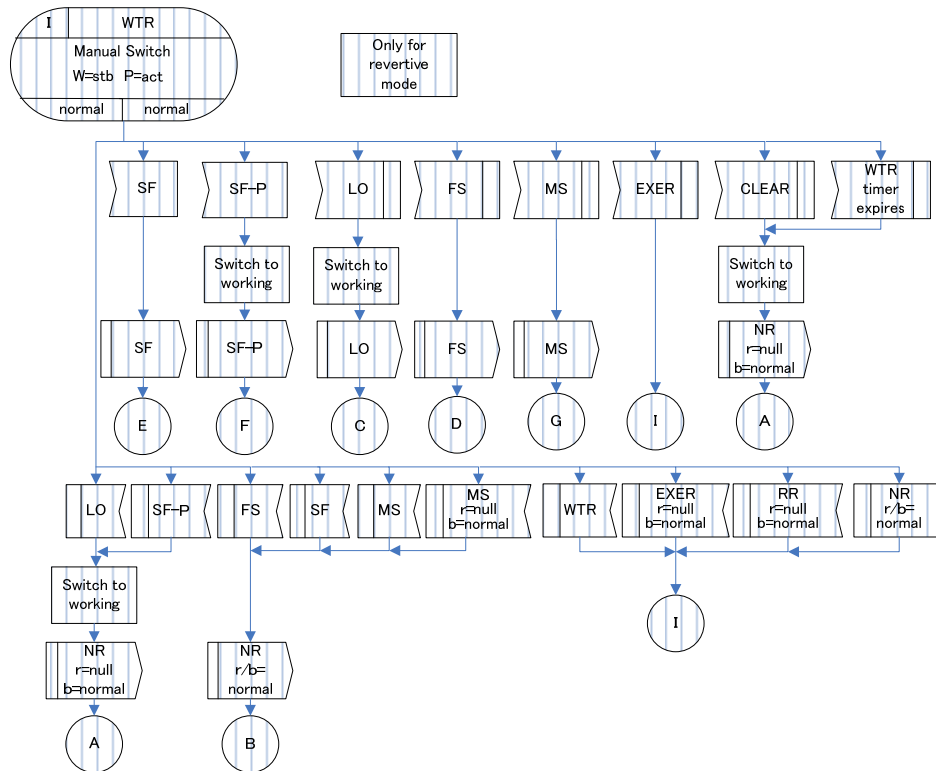 I WTR
Manual Switch
W=stb P=act
normal normal
Only for
revertive
mode
SF
SF-P
LO
FS
MS
EXER
CLEAR
WTR
timer
expires
Switch to
working
Switch to
working
Switch to
working
SF
SF-P
LO
FS
MS
NR
r=null
b=normal
E
F
C
D
G
I
A
LO
SF-P
FS
SF
MS
MS
r=null
b=normal
WTR
EXER
r=null
b=normal
RR
r=null
b=normal
NR
r/b=
normal
Switch to
working
I
NR
r=null
b=normal
NR
r/b=
normal
A
B